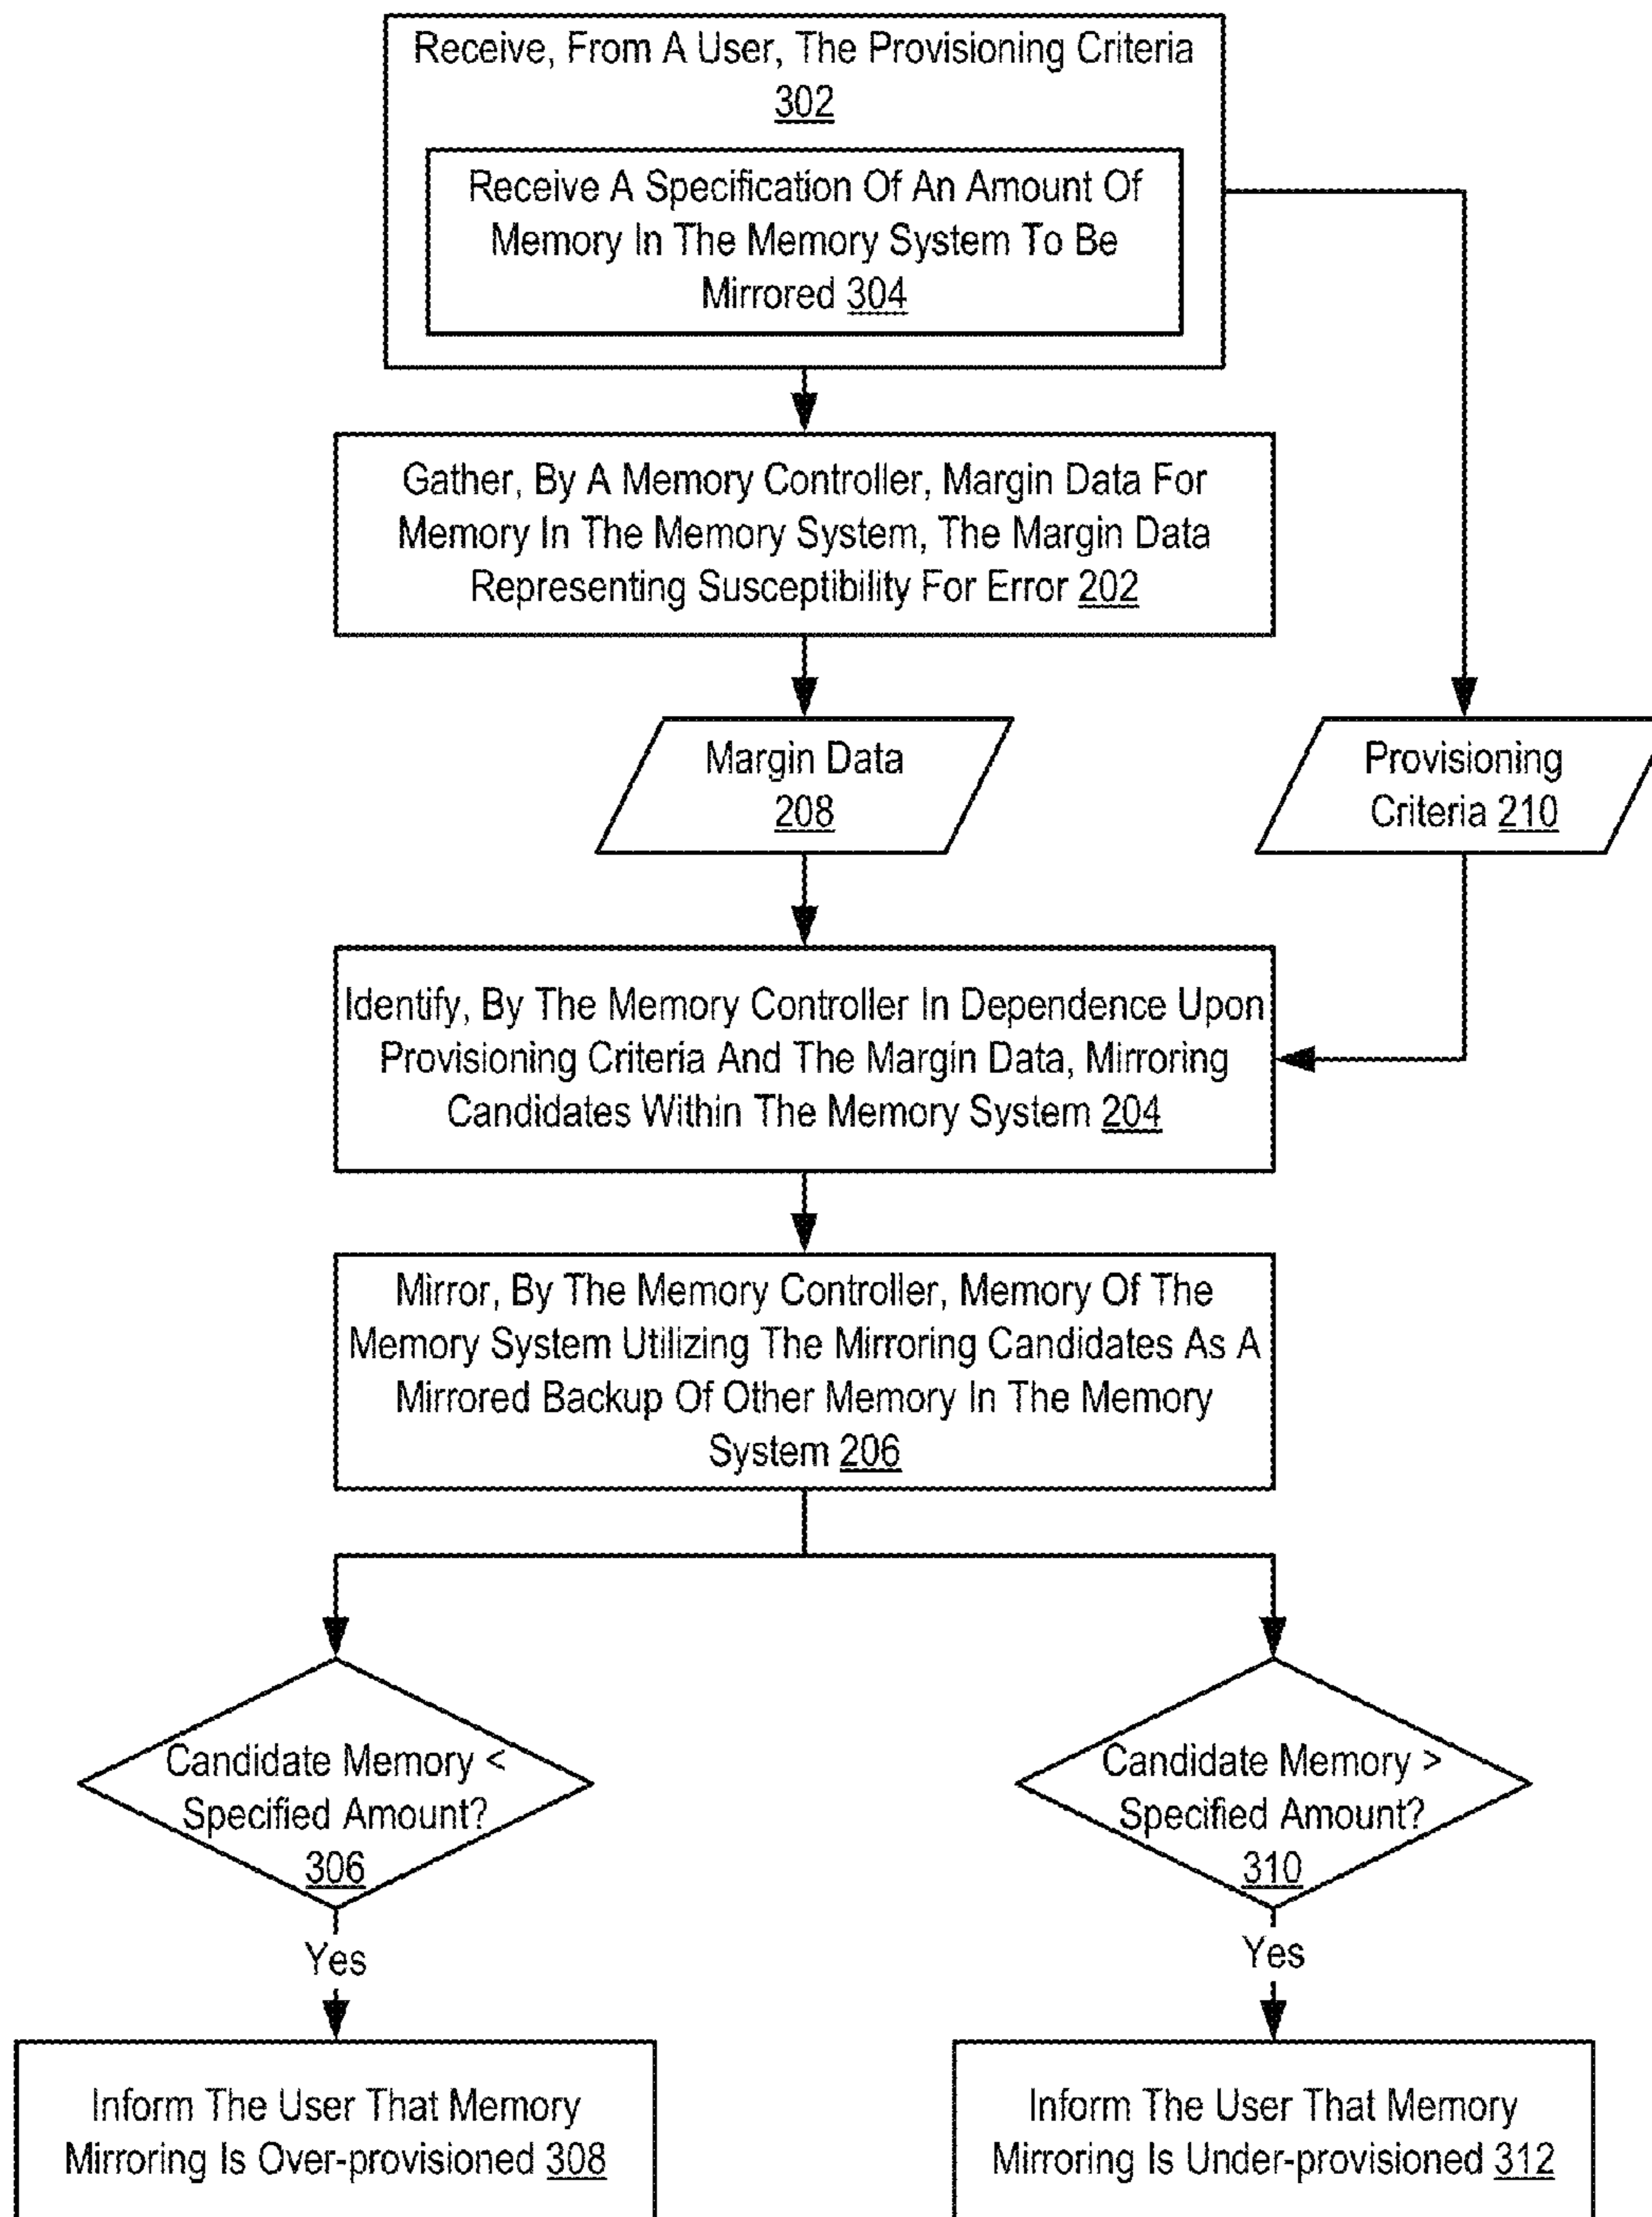 Receive, From A User, The Provisioning Criteria
302
Receive A Specification Of An Amount Of
Memory In The Memory System To Be
Mirrored 304
Gather, By A Memory Controller, Margin Data For
Memory In The Memory System, The Margin Data
Representing Susceptibility For Error 202
Margin Data
208
Provisioning
Criteria 210
Identify, By The Memory Controller In Dependence Upon
Provisioning Criteria And The Margin Data, Mirroring
Candidates Within The Memory System 204
Mirror, By The Memory Controller, Memory Of The
Memory System Utilizing The Mirroring Candidates As A
Mirrored Backup Of Other Memory In The Memory
System 206
Candidate Memory <
Specified Amount?
306
Yes
Inform The User That Memory
Mirroring Is Over-provisioned 308
Candidate Memory >
Specified Amount?
310
Yes
Inform The User That Memory
Mirroring Is Under-provisioned 312